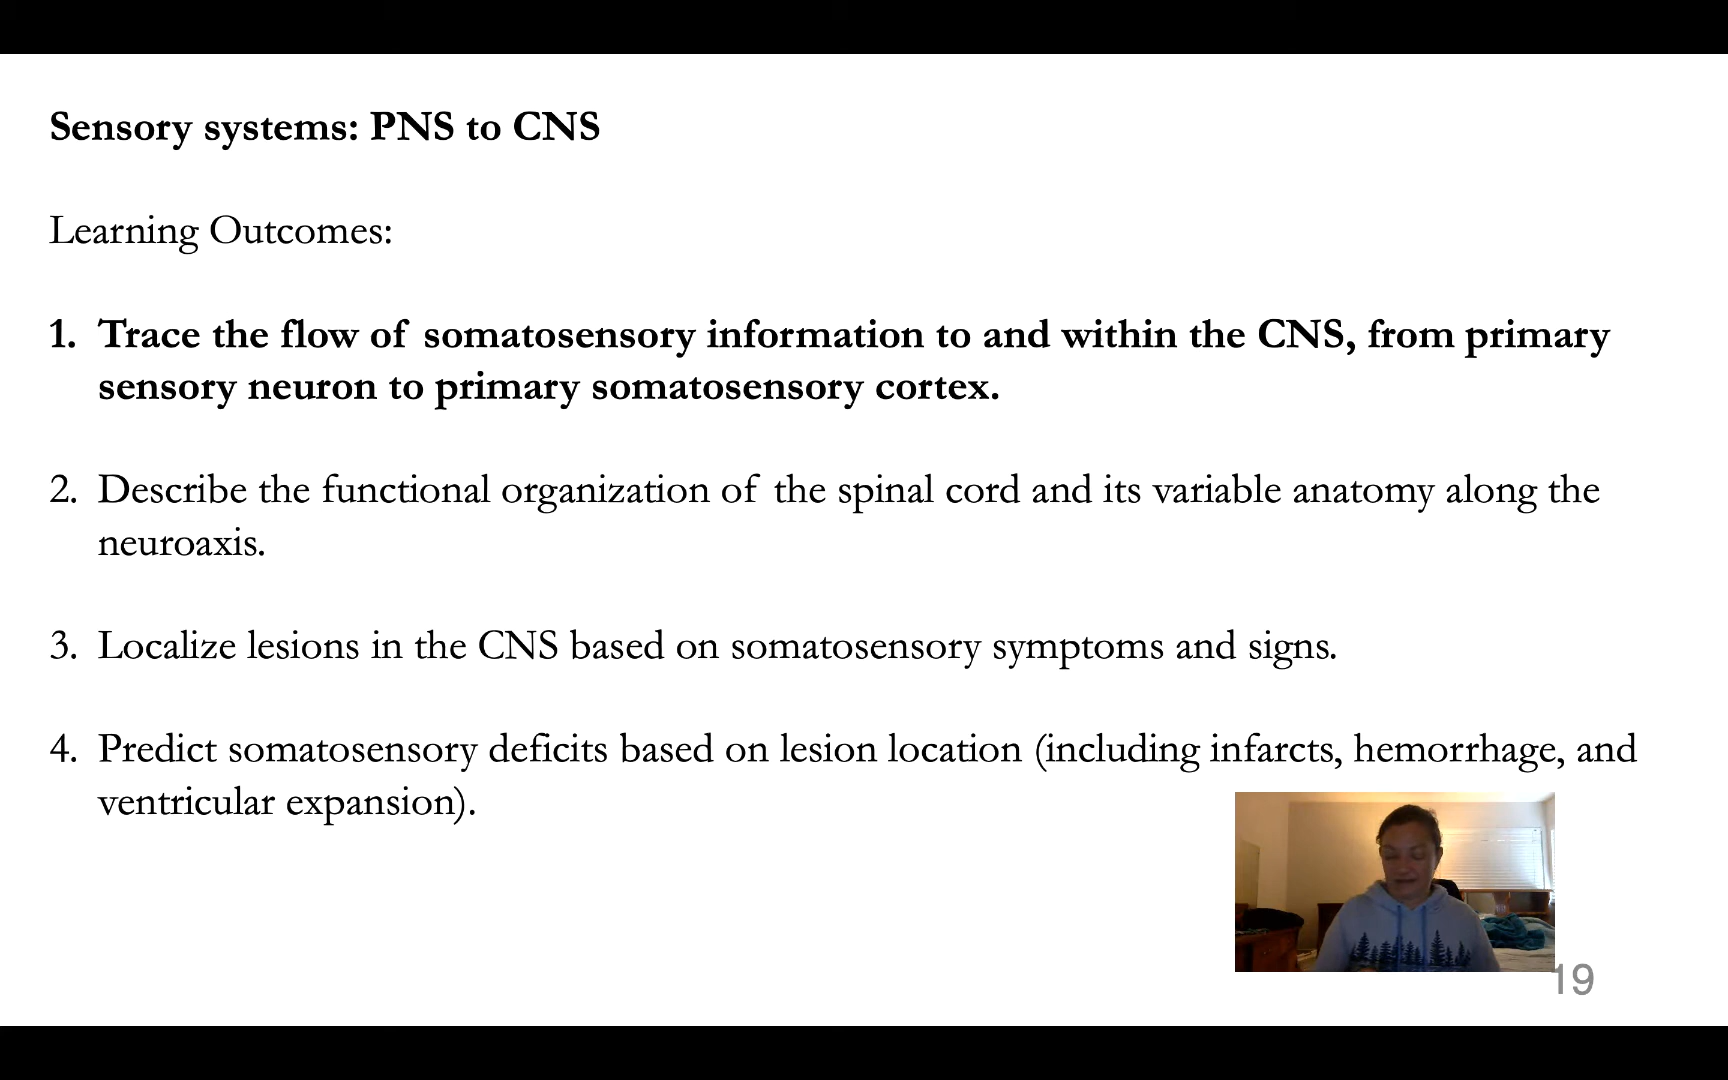 Sensory systems: PNS to CNS
Learning Outcomes:
1. Trace the flow of somatosensory information to and within the CNS, from primary
sensory neuron to primary somatosensory cortex.
2. Describe the functional organization of the spinal cord and its variable anatomy along the
neuroaxis.
3. Localize lesions in the CNS based on somatosensory symptoms and signs.
4. Predict somatosensory deficits based on lesion location (including infarcts, hemorrhage, and
ventricular expansion).
19